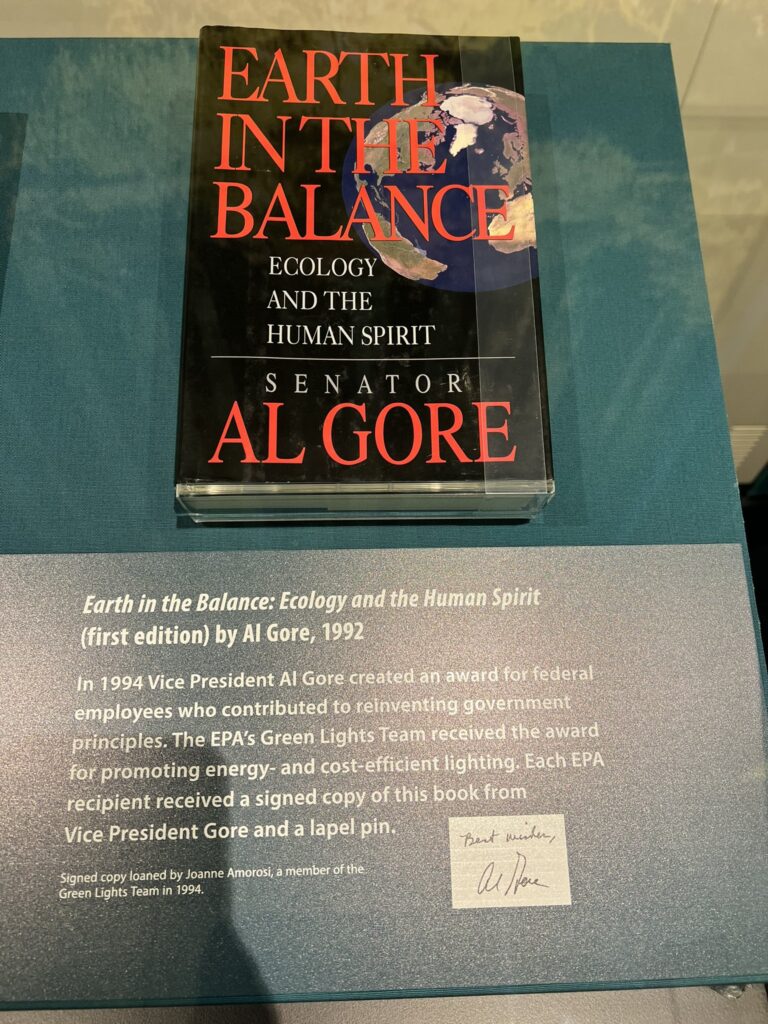 EARTH
IN THE
BALANCE
ECOLOGY
AND THE
HUMAN SPIRIT
SENATOR
AL GORE
Earth in the Balance: Ecology and the Human Spirit
(first edition) by Al Gore, 1992
In 1994 Vice President Al Gore created an award for federal
employees who contributed to reinventing government
principles. The EPA's Green Lights Team received the award
for promoting energy- and cost-efficient lighting. Each EPA
recipient received a signed copy of this book from
Vice President Gore and a lapel pin.
Signed copy loaned by Joanne Amorosi, a member of the
Green Lights Team in 1994.
Best wishes,
Al Gore